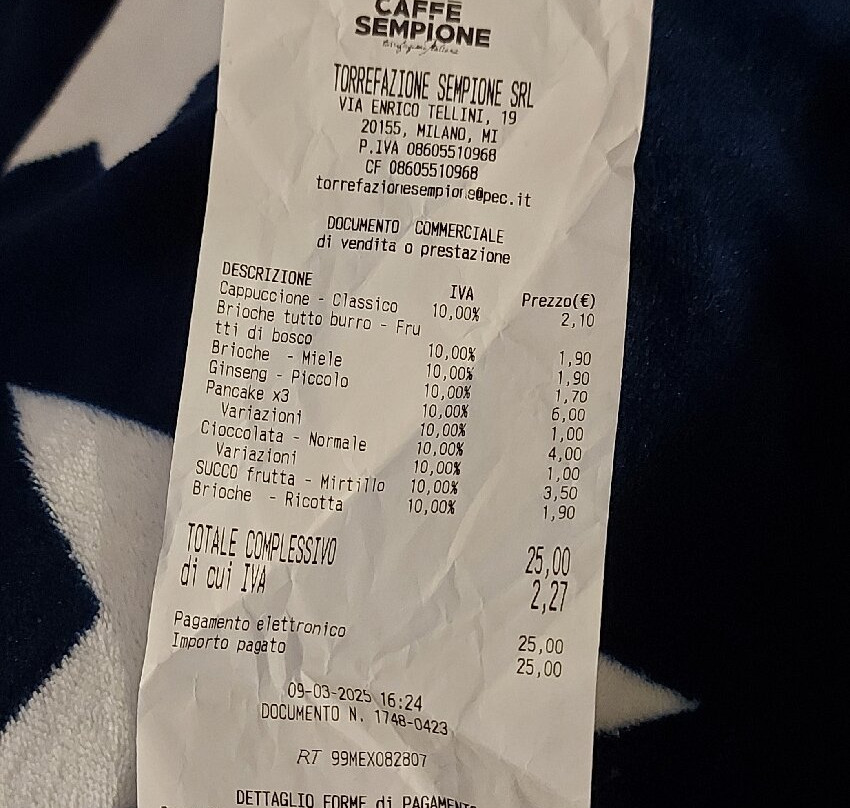 CAFFÈ
SEMPIONE
TORREFAZIONE SEMPIONE SRL
VIA ENRICO TELLINI, 19
20155, MILANO, MI
P.IVA 08605510968
CF 08605510968
torrefazionesempione@pec.it
DOCUMENTO COMMERCIALE
di vendita o prestazione
DESCRIZIONE IVA Prezzo(€)
Cappuccione - Classico 10,00% 2,10
Brioche tutto burro - Fru
tti di bosco 10,00% 1,90
Brioche - Miele 10,00% 1,90
Ginseng - Piccolo 10,00% 1,70
Pancake x3 10,00% 6,00
Variazioni 10,00% 1,00
Cioccolata - Normale 10,00% 4,00
Variazioni 10,00% 1,00
SUCCO frutta - Mirtillo 10,00% 3,50
Brioche - Ricotta 10,00% 1,90
TOTALE COMPLESSIVO 25,00
di cui IVA 2,27
Pagamento elettronico 25,00
Importo pagato 25,00
09-03-2025 16:24
DOCUMENTO N. 1748-0423
RT 99MEX082807
DETTAGLIO FORME di PAGAMENTO